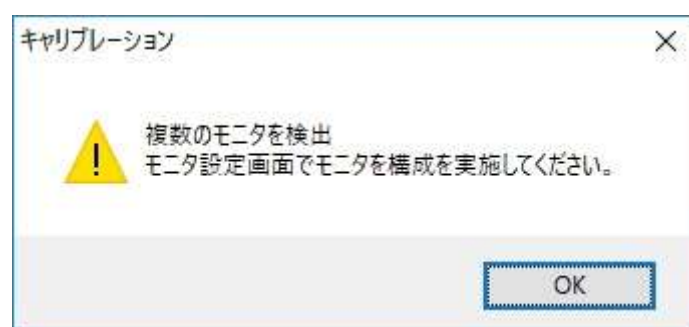 キャリブレーション
複数のモニタを検出
モニタ設定画面でモニタを構成を実施してください。
OK